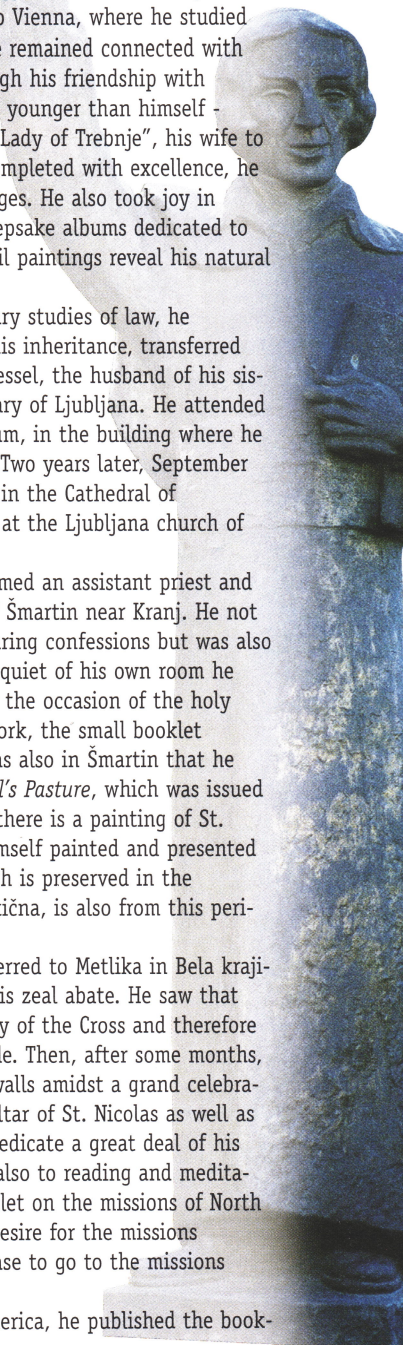 o Vienna, where he studied
e remained connected with
gh his friendship with
younger than himself -
Lady of Trebnje”, his wife to
mpleted with excellence, he
ges. He also took joy in
epsake albums dedicated to
il paintings reveal his natural
ary studies of law, he
is inheritance, transferred
essel, the husband of his sis-
ary of Ljubljana. He attended
um, in the building where he
Two years later, September
in the Cathedral of
at the Ljubljana church of
med an assistant priest and
Šmartin near Kranj. He not
ring confessions but was also
quiet of his own room he
the occasion of the holy
ork, the small booklet
as also in Šmartin that he
l’s Pasture, which was issued
there is a painting of St.
mself painted and presented
h is preserved in the
ična, is also from this peri-
erred to Metlika in Bela kraji-
is zeal abate. He saw that
y of the Cross and therefore
le. Then, after some months,
walls amidst a grand celebra-
ltar of St. Nicolas as well as
edicate a great deal of his
also to reading and medita-
let on the missions of North
esire for the missions
ase to go to the missions
erica, he published the book-